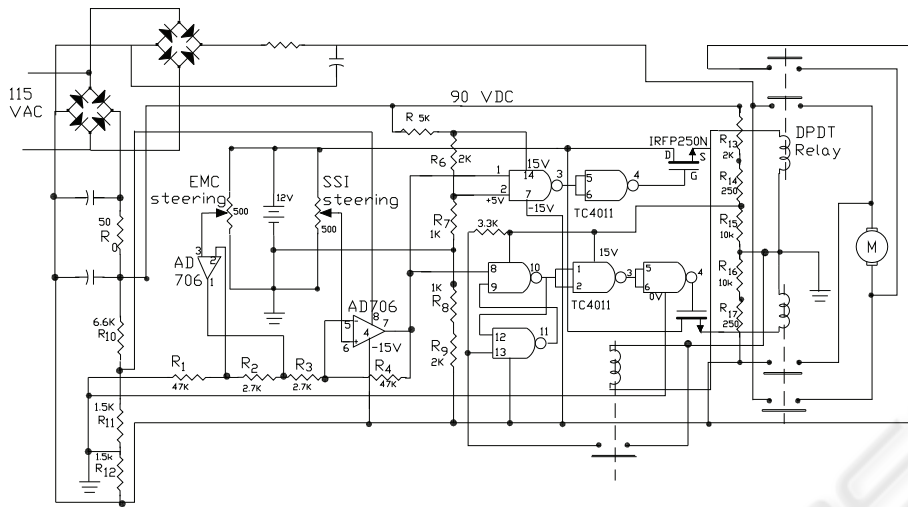 115
VAC
90 VDC
R 5K
R6
2K
15V
14
1
2
+5V
7
-15V
3
5
6
4
TC4011
IRFP250N
D
S
G
R13
2K
R14
250
R15
10k
R16
10k
R17
250
DPDT
Relay
M
EMC
steering
500
12V
SSI
steering
500
R7
1K
1K
R8
R9
2K
3.3K
15V
8
9
10
1
2
3
5
6
4
0V
TC4011
12
13
11
50
R0
3
2
AD
706
1
AD706
5
6
8
7
4
-15V
6.6K
R10
R1
47K
R2
2.7K
R3
2.7K
R4
47K
1.5K
R11
1.5k
R12